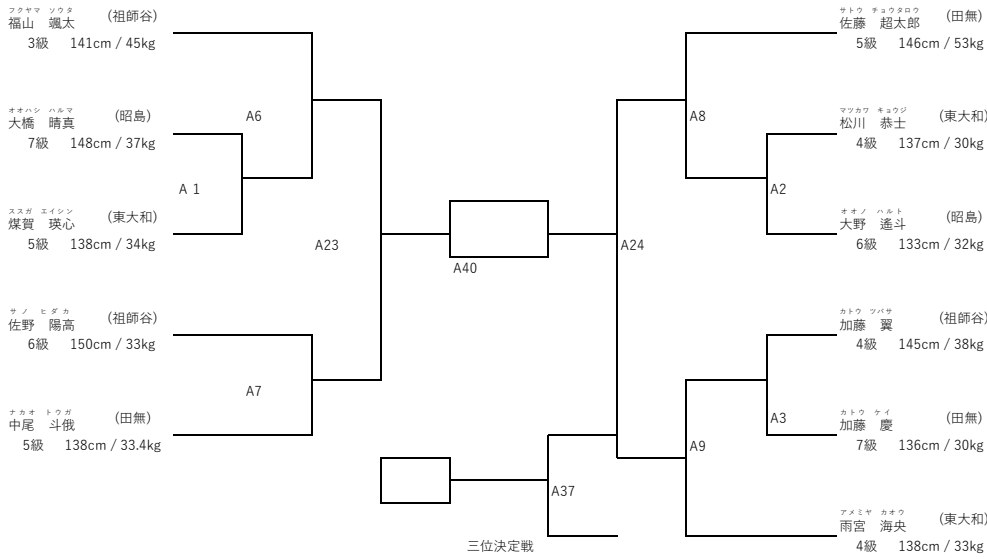 フクヤマ ソウタ
福山 颯太 (祖師谷)
3級 141cm / 45kg
オオハシ ハルマ
大橋 晴真 (昭島)
7級 148cm / 37kg
ススガ エイシン
煤賀 瑛心 (東大和)
5級 138cm / 34kg
サノ ヒダカ
佐野 陽高 (祖師谷)
6級 150cm / 33kg
ナカオ トウガ
中尾 斗俄 (田無)
5級 138cm / 33.4kg
A6
A 1
A23
A7
A40
A37
三位決定戦
A24
A8
A2
A3
A9
サトウ チョウタロウ
佐藤 超太郎 (田無)
5級 146cm / 53kg
マツカワ キョウジ
松川 恭士 (東大和)
4級 137cm / 30kg
オオノ ハルト
大野 遙斗 (昭島)
6級 133cm / 32kg
カトウ ツバサ
加藤 翼 (祖師谷)
4級 145cm / 38kg
カトウ ケイ
加藤 慶 (田無)
7級 136cm / 30kg
アメミヤ カオウ
雨宮 海央 (東大和)
4級 138cm / 33kg